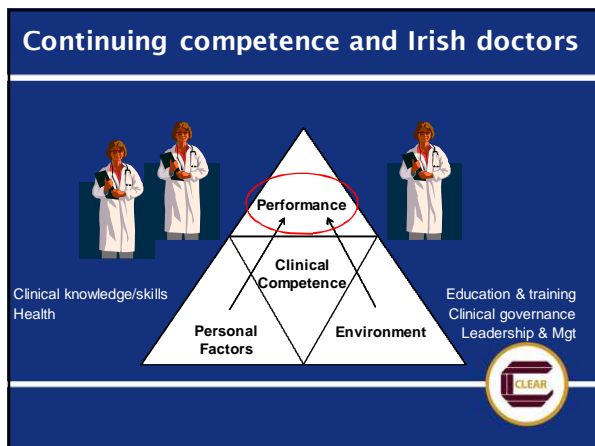 Continuing competence and Irish doctors
Performance
Clinical
Competence
Clinical knowledge/skills
Health
Personal
Factors
Environment
Education & training
Clinical governance
Leadership & Mgt
CLEAR